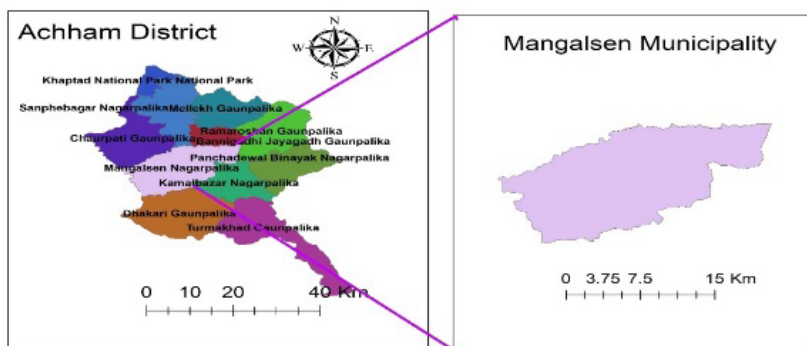 Achham District
N
W E
S
Khaptad National Park National Park
Sanphebagar Nagarpalika
Mellekh Gaunpalika
Ramaroshan Gaunpalika
Chaurpati Gaunpalika
Bannigadhi Jayagadh Gaunpalika
Panchadewal Binayak Nagarpalika
Mangalsen Nagarpalika
Kamalbazar Nagarpalika
Dhakari Gaunpalika
Turmakhad Gaunpalika
0 10 20 40 Km
Mangalsen Municipality
0 3.75 7.5 15 Km